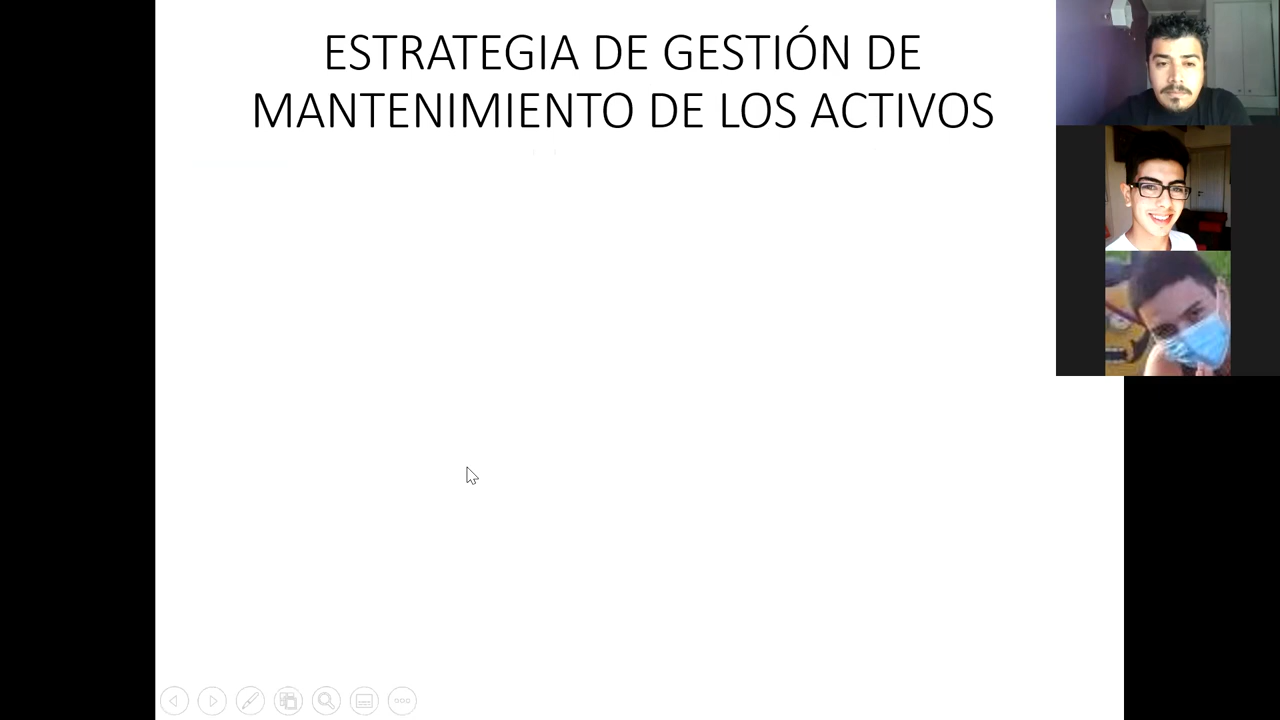 ESTRATEGIA DE GESTIÓN DE
MANTENIMIENTO DE LOS ACTIVOS